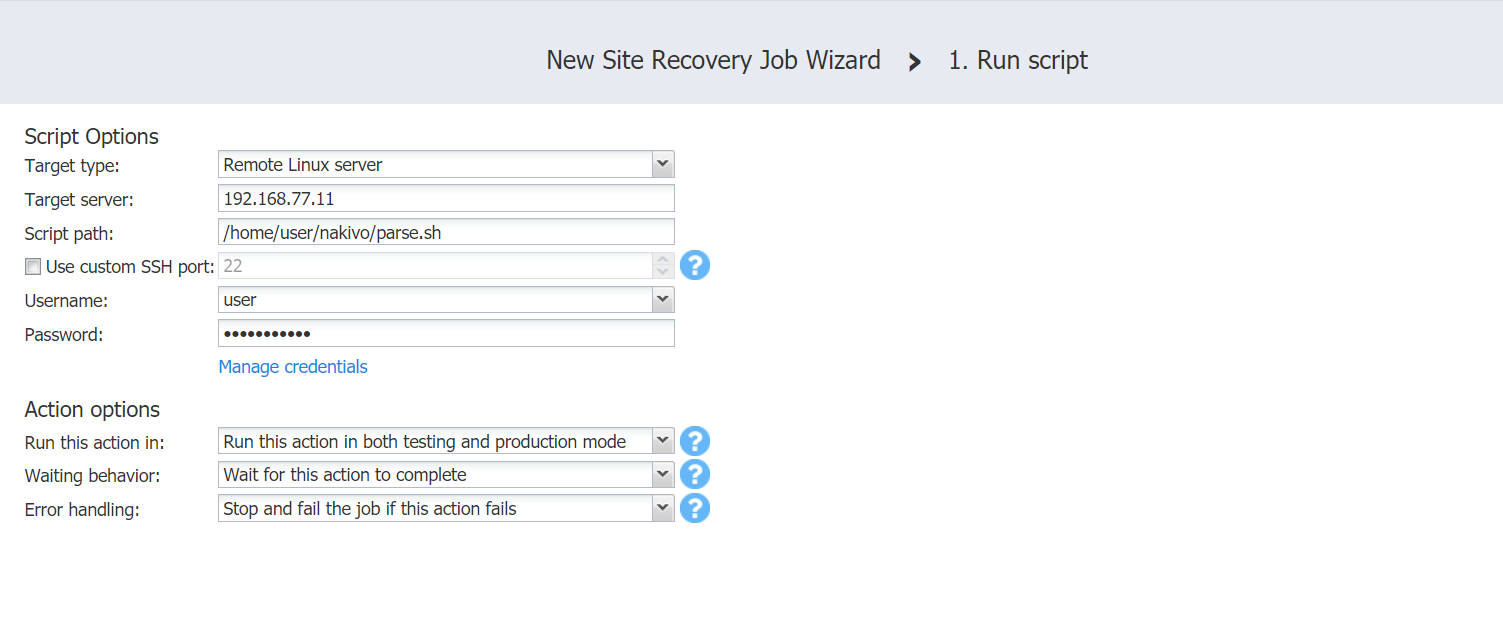 New Site Recovery Job Wizard > 1. Run script
Script Options
Target type: Remote Linux server
Target server: 192.168.77.11
Script path: /home/user/nakivo/parse.sh
Use custom SSH port: 22 ?
Username: user
Password: •••••••••••
Manage credentials
Action options
Run this action in: Run this action in both testing and production mode ?
Waiting behavior: Wait for this action to complete ?
Error handling: Stop and fail the job if this action fails ?